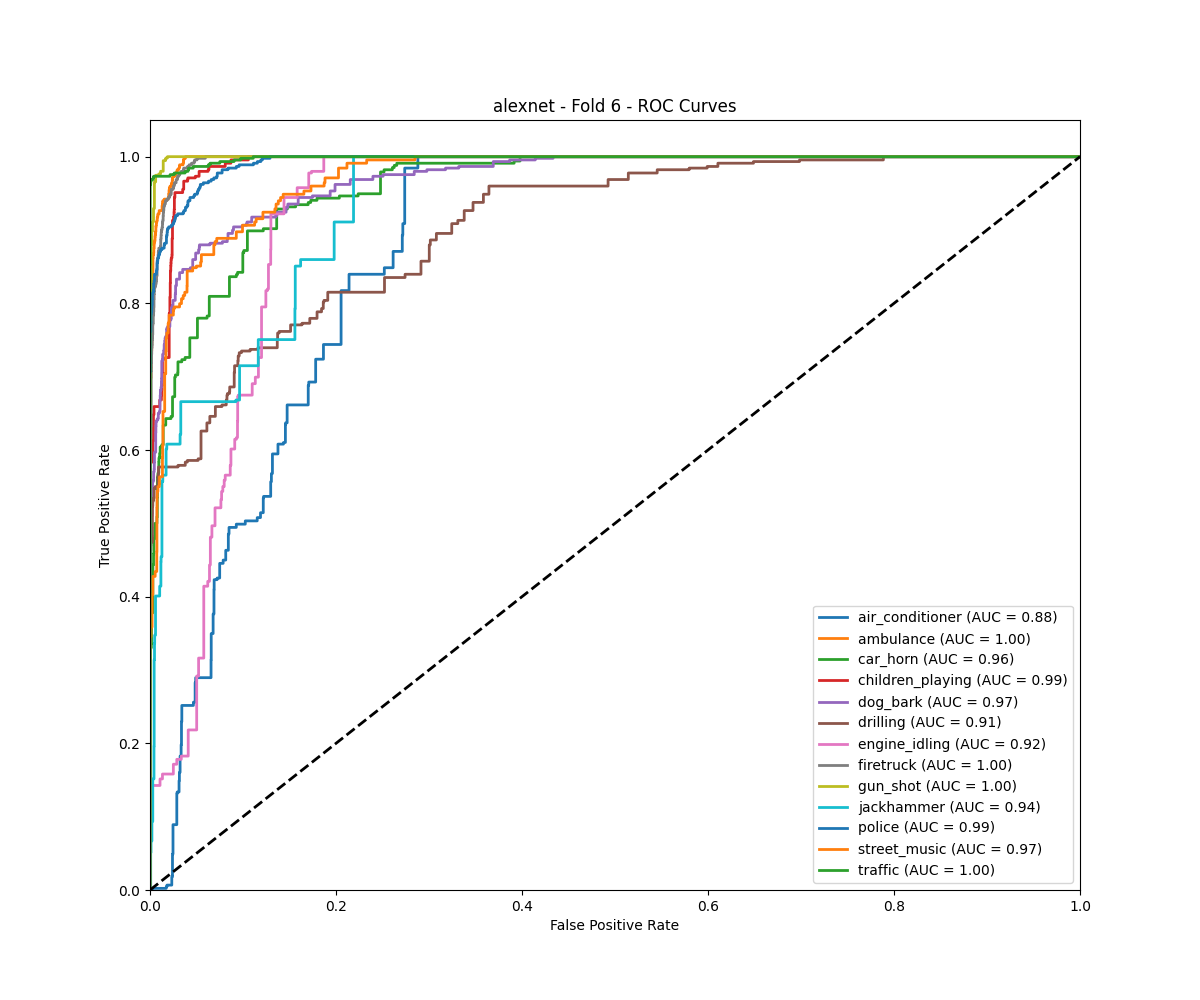 alexnet - Fold 6 - ROC Curves
1.0
0.8
0.6
0.4
0.2
0.0
True Positive Rate
0.0 0.2 0.4 0.6 0.8 1.0
False Positive Rate
air_conditioner (AUC = 0.88)
ambulance (AUC = 1.00)
car_horn (AUC = 0.96)
children_playing (AUC = 0.99)
dog_bark (AUC = 0.97)
drilling (AUC = 0.91)
engine_idling (AUC = 0.92)
firetruck (AUC = 1.00)
gun_shot (AUC = 1.00)
jackhammer (AUC = 0.94)
police (AUC = 0.99)
street_music (AUC = 0.97)
traffic (AUC = 1.00)